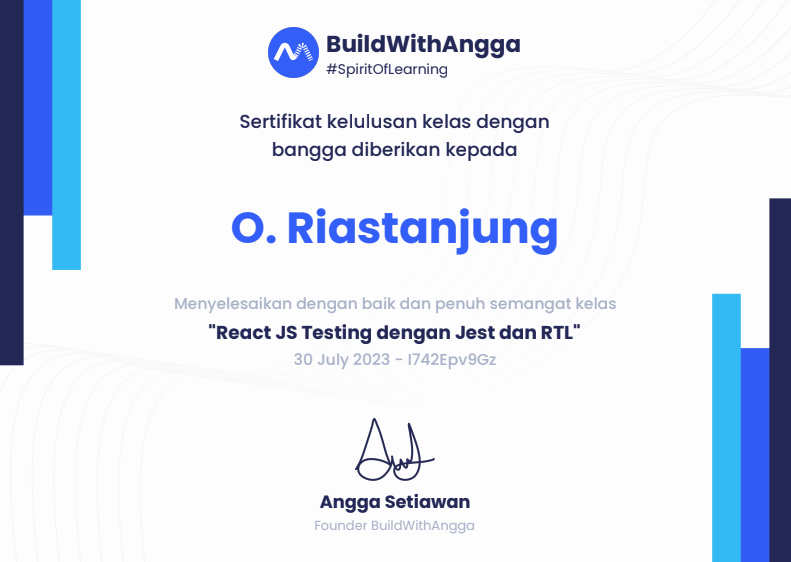 BuildWithAngga
#SpiritOfLearning
Sertifikat kelulusan kelas dengan
bangga diberikan kepada
O. Riastanjung
Menyelesaikan dengan baik dan penuh semangat kelas
"React JS Testing dengan Jest dan RTL"
30 July 2023 - I742Epv9Gz
Angga Setiawan
Founder BuildWithAngga